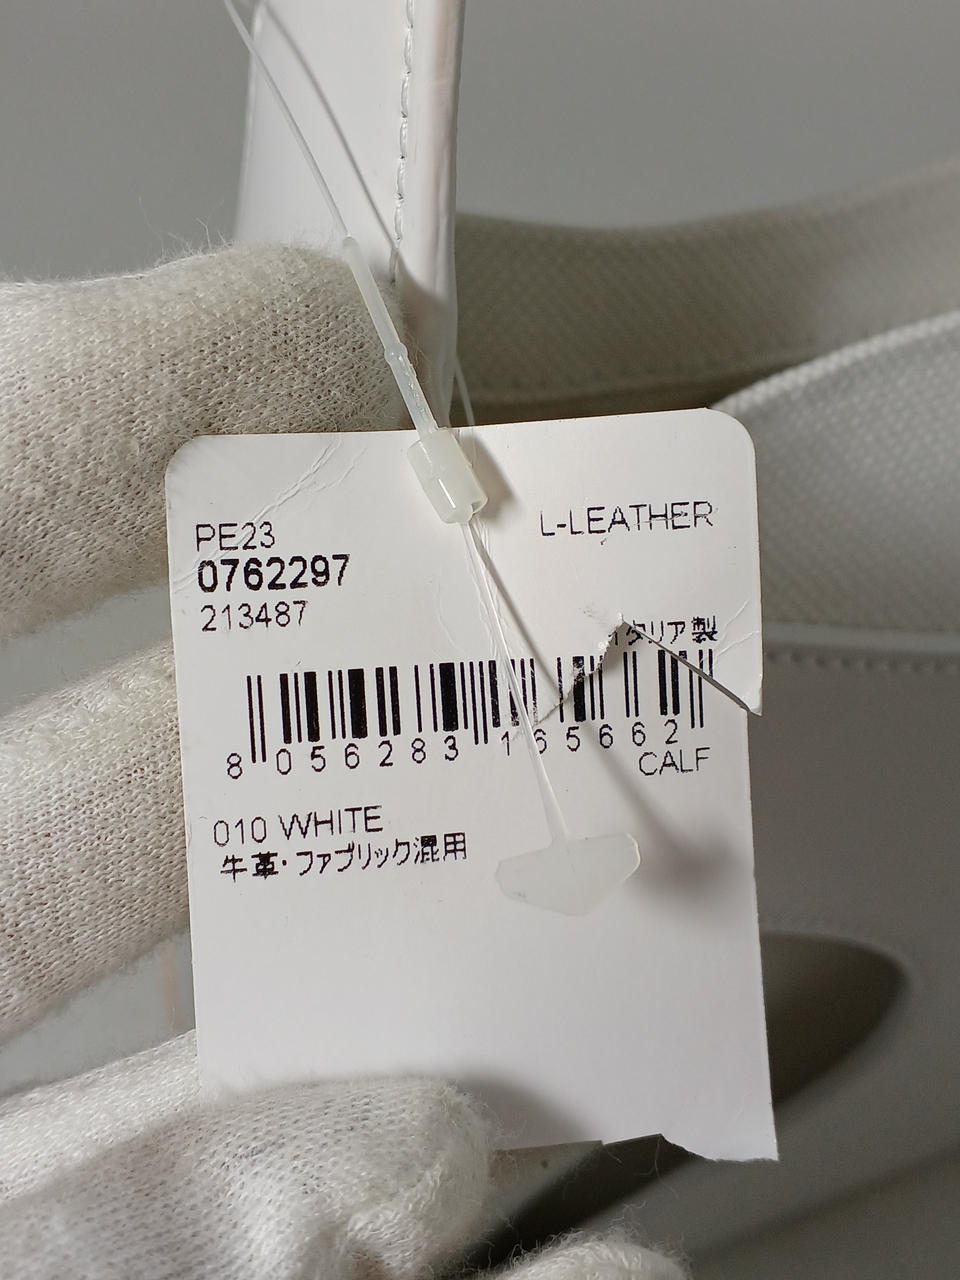 PE23
L-LEATHER
0762297
213487
イタリア製
8 056283 165662
CALF
010 WHITE
牛革・ファブリック混用